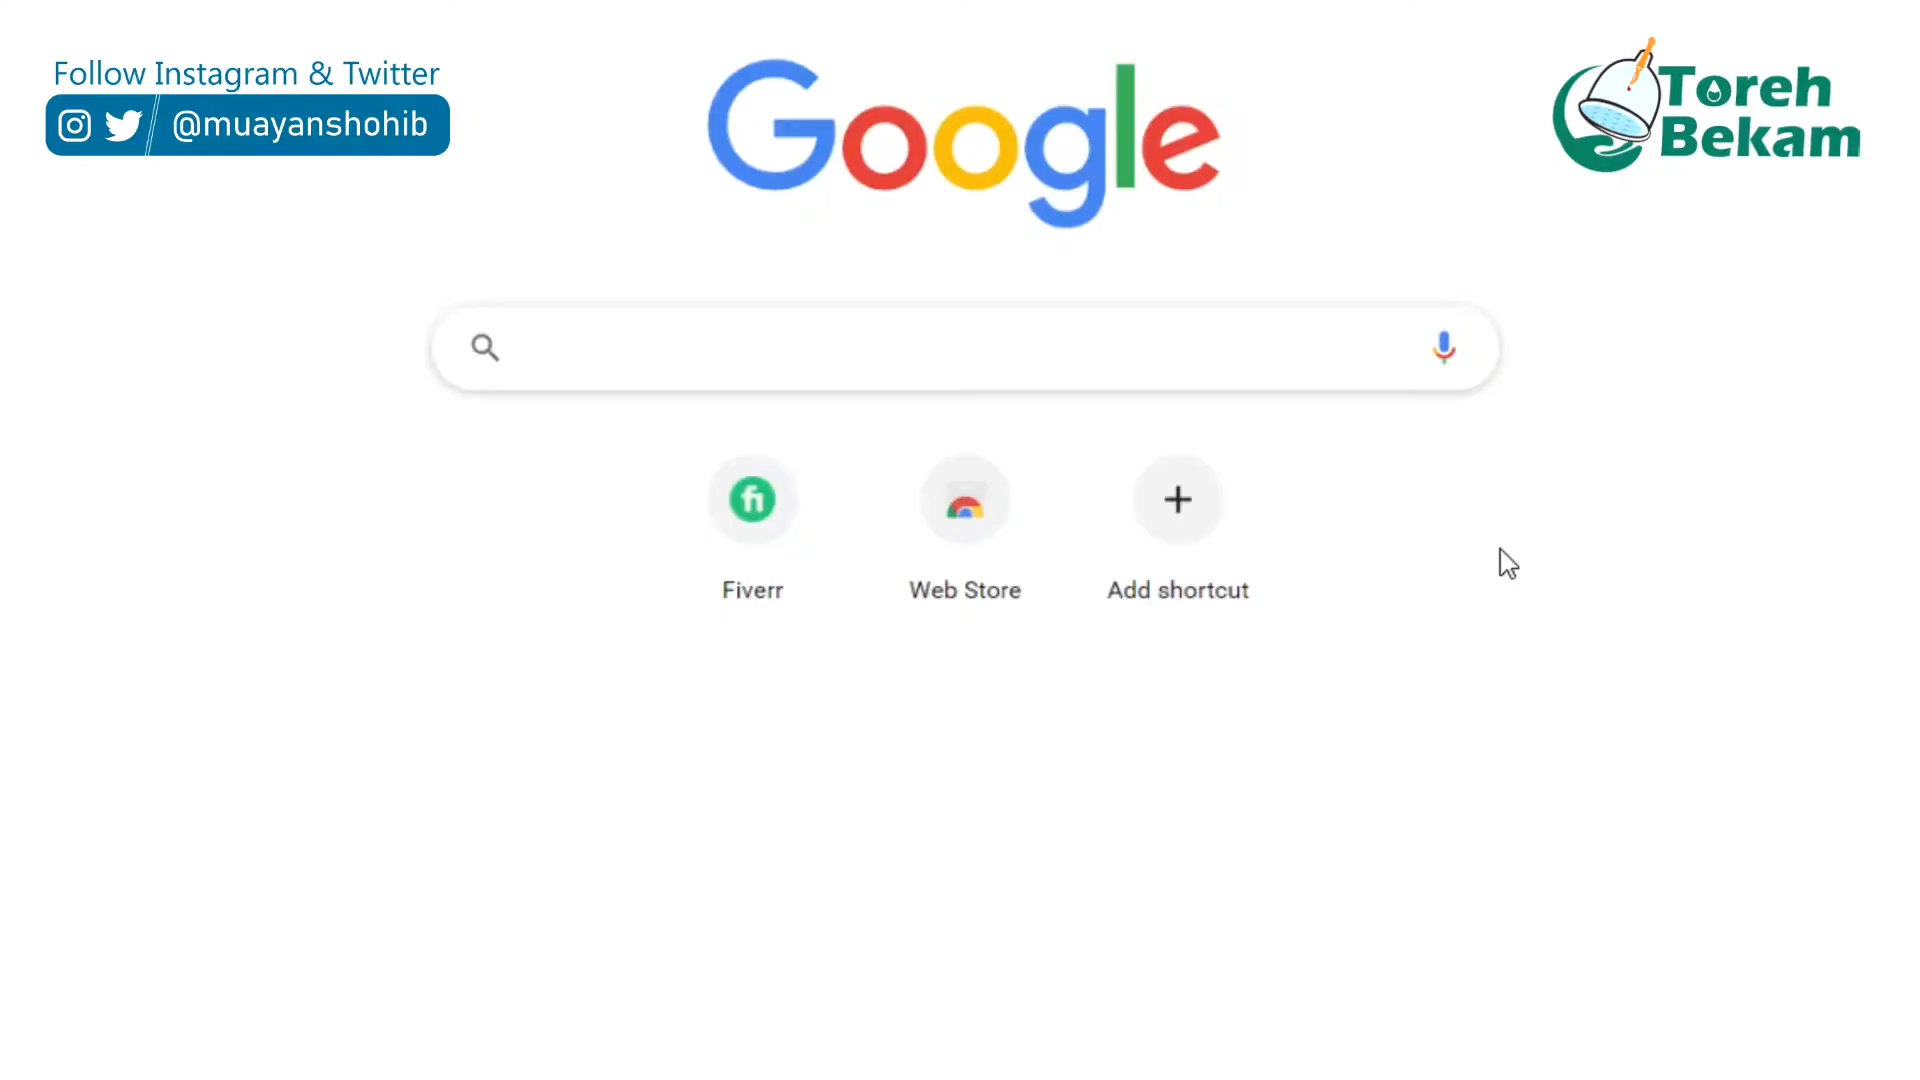 Follow Instagram & Twitter
@muayanshohib
Google
Toreh
Bekam
Fiverr
Web Store
Add shortcut